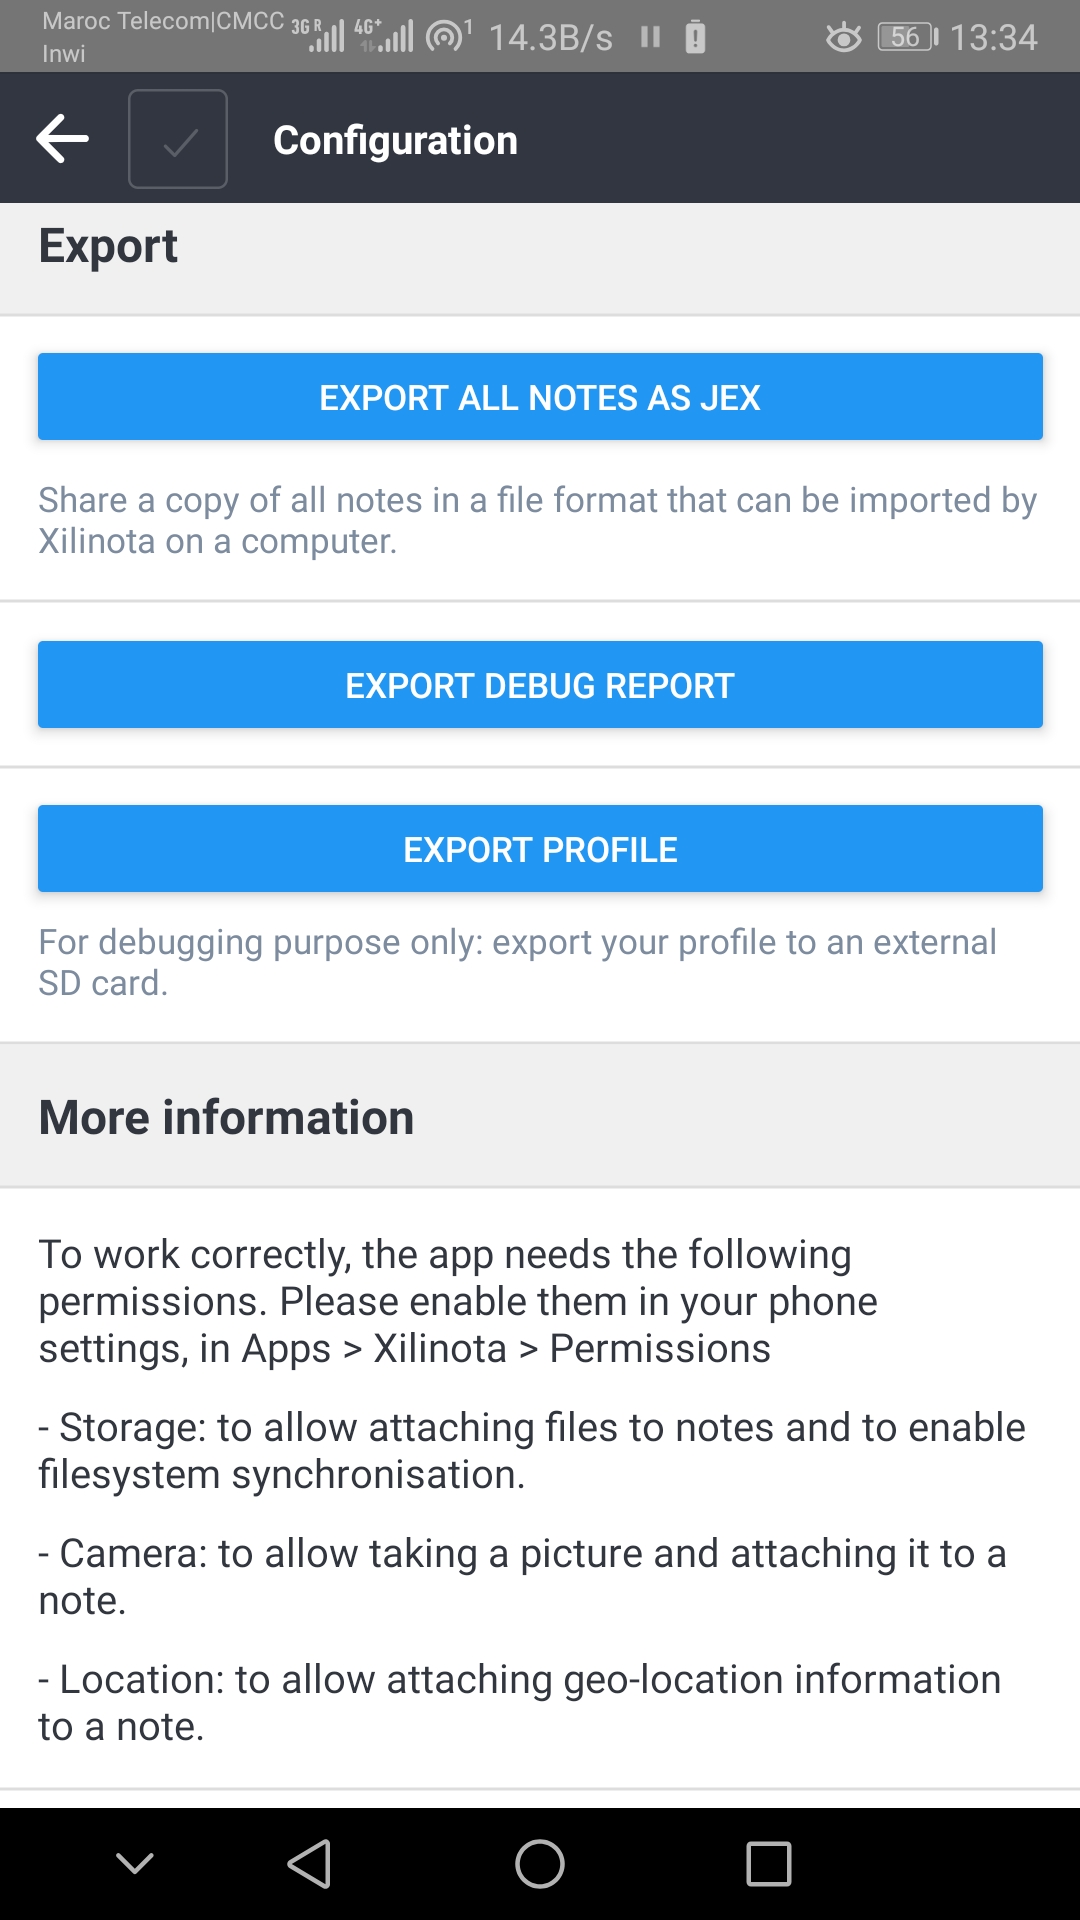 Maroc Telecom|CMCC 3G R 4G+ 1 14.3B/s 56 13:34
Inwi
Configuration
Export
EXPORT ALL NOTES AS JEX
Share a copy of all notes in a file format that can be imported by
Xilinota on a computer.
EXPORT DEBUG REPORT
EXPORT PROFILE
For debugging purpose only: export your profile to an external
SD card.
More information
To work correctly, the app needs the following
permissions. Please enable them in your phone
settings, in Apps > Xilinota > Permissions
- Storage: to allow attaching files to notes and to enable
filesystem synchronisation.
- Camera: to allow taking a picture and attaching it to a
note.
- Location: to allow attaching geo-location information
to a note.